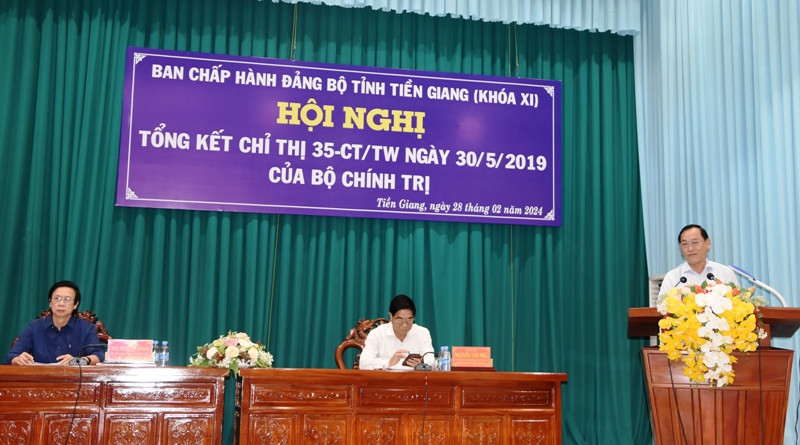 BAN CHẤP HÀNH ĐẢNG BỘ TỈNH TIỀN GIANG (KHÓA XI)
HỘI NGHỊ
TỔNG KẾT CHỈ THỊ 35-CT/TW NGÀY 30/5/2019
CỦA BỘ CHÍNH TRỊ
Tiền Giang, ngày 28 tháng 02 năm 2024